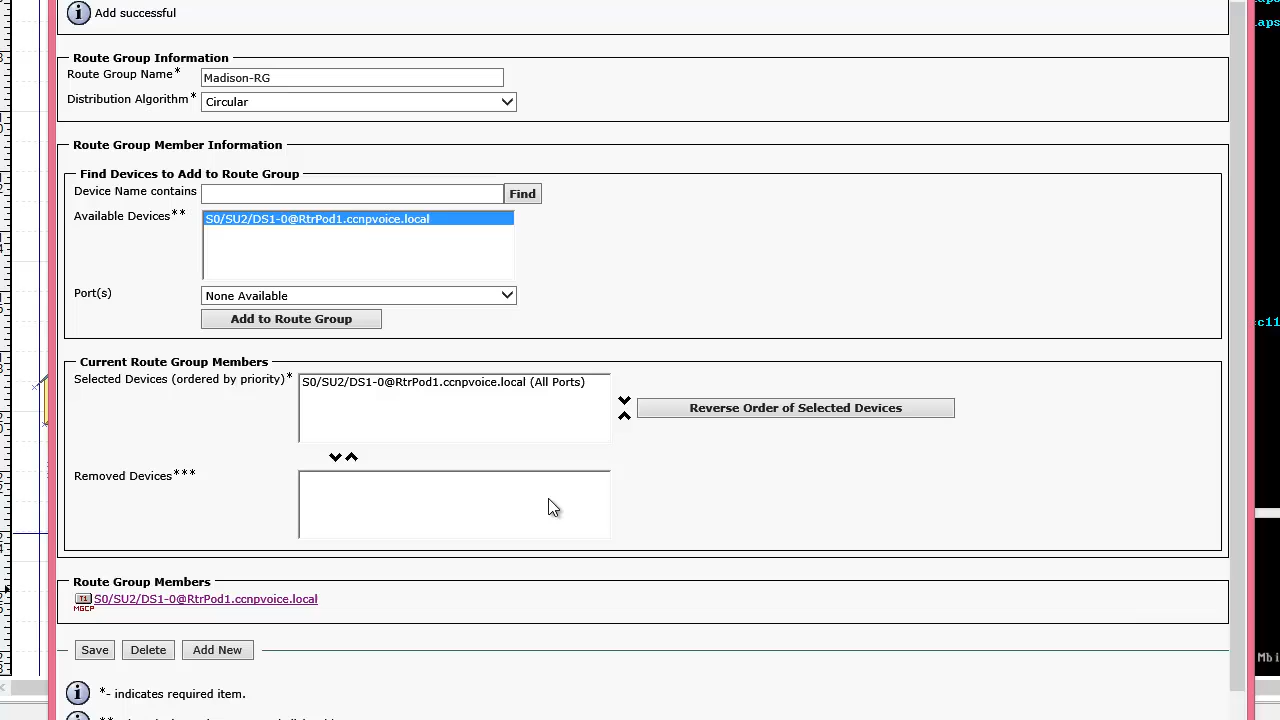 Add successful
Route Group Information
Route Group Name* Madison-RG
Distribution Algorithm* Circular
Route Group Member Information
Find Devices to Add to Route Group
Device Name contains Find
Available Devices** S0/SU2/DS1-0@RtrPod1.ccnpvoice.local
Port(s) None Available
Add to Route Group
Current Route Group Members
Selected Devices (ordered by priority)* S0/SU2/DS1-0@RtrPod1.ccnpvoice.local (All Ports)
Reverse Order of Selected Devices
Removed Devices***
Route Group Members
T1 MGCP S0/SU2/DS1-0@RtrPod1.ccnpvoice.local
Save Delete Add New
*- indicates required item.